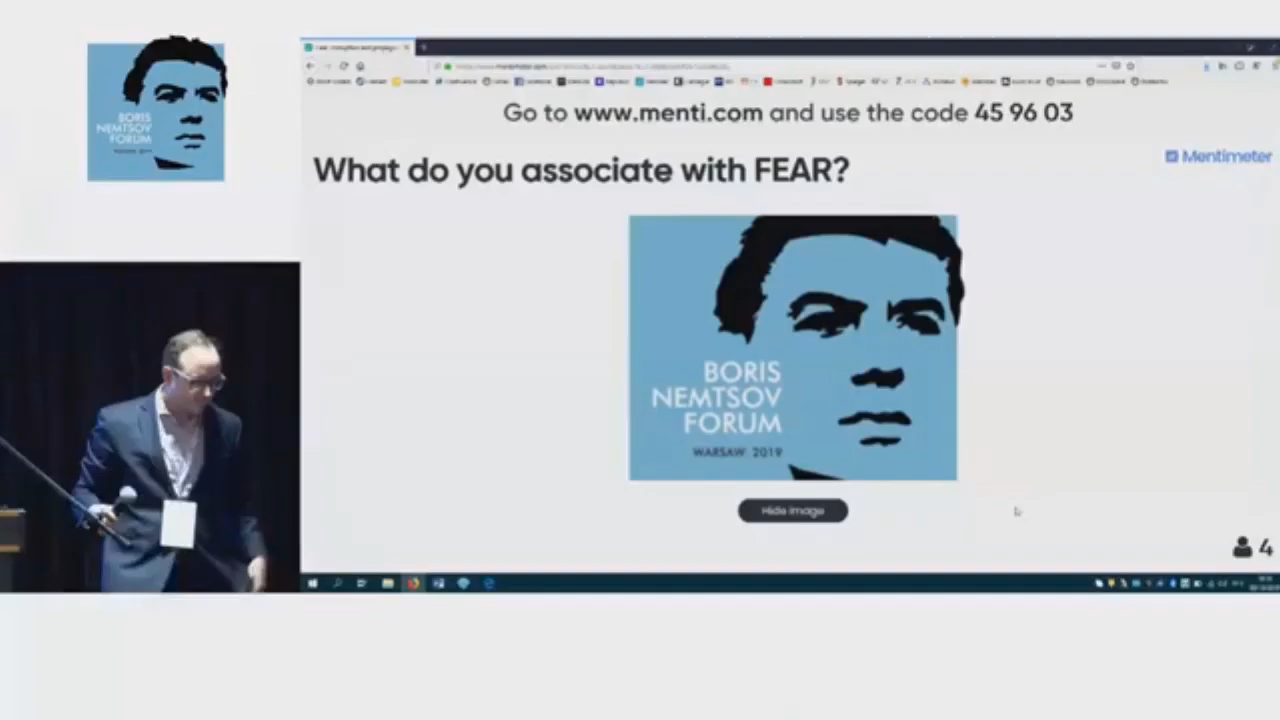 BORIS
NEMTSOV
FORUM
Go to www.menti.com and use the code 45 96 03
What do you associate with FEAR?
Mentimeter
BORIS
NEMTSOV
FORUM
WARSAW 2019
Hide image
4